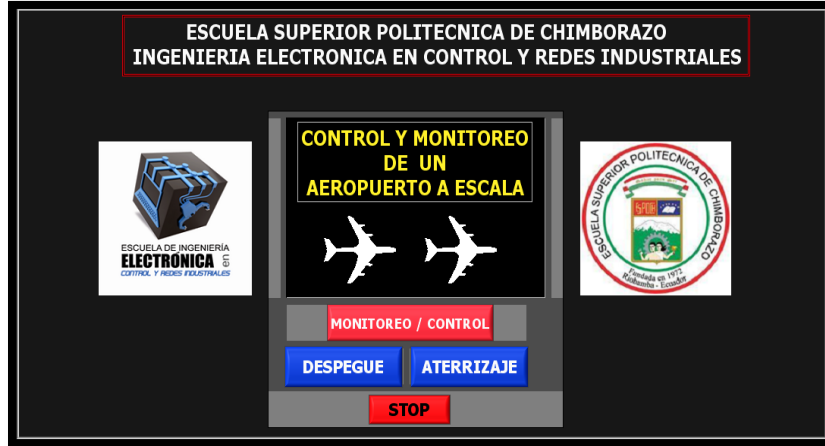 ESCUELA SUPERIOR POLITECNICA DE CHIMBORAZO
INGENIERIA ELECTRONICA EN CONTROL Y REDES INDUSTRIALES
CONTROL Y MONITOREO
DE UN
AEROPUERTO A ESCALA
ESCUELA DE INGENIERÍA
ELECTRÓNICA en
CONTROL Y REDES INDUSTRIALES
ESCUELA SUPERIOR POLITECNICA DE CHIMBORAZO
ESPOCH
Fundada en 1972
Riobamba - Ecuador
MONITOREO / CONTROL
DESPEGUE
ATERRIZAJE
STOP